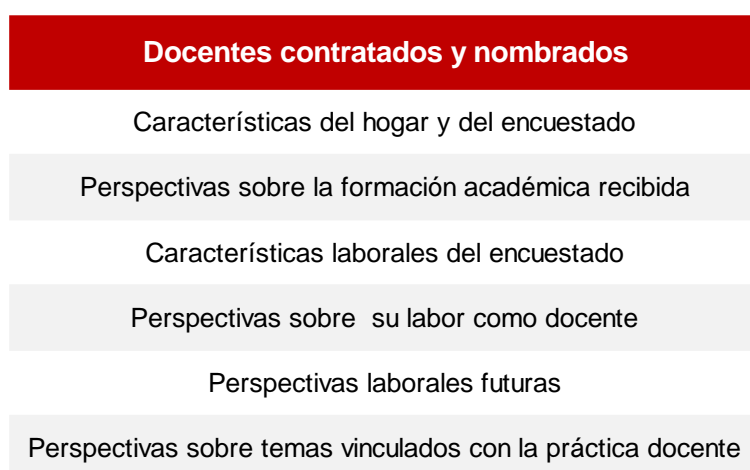 Docentes contratados y nombrados
Características del hogar y del encuestado
Perspectivas sobre la formación académica recibida
Características laborales del encuestado
Perspectivas sobre  su labor como docente
Perspectivas laborales futuras
Perspectivas sobre temas vinculados con la práctica docente